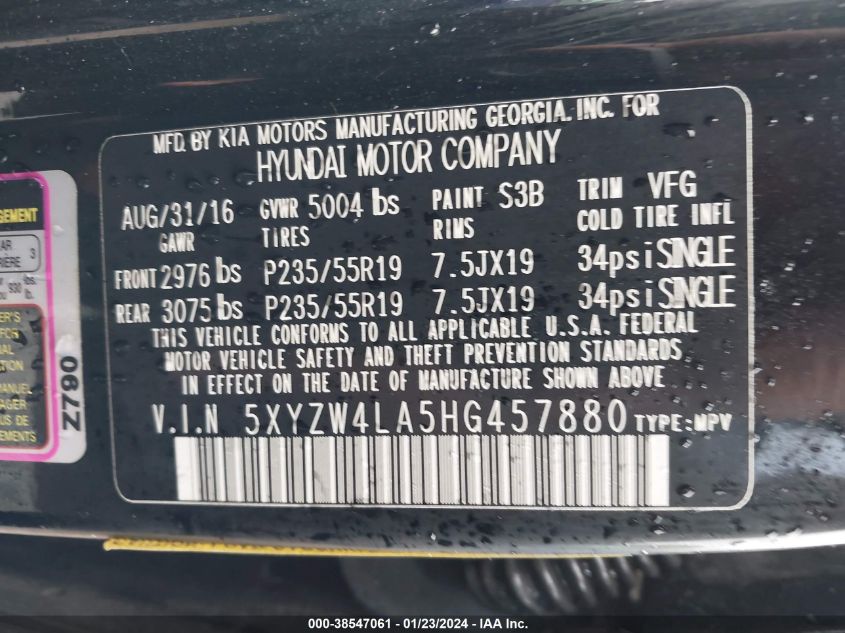 MFD. BY KIA MOTORS MANUFACTURING GEORGIA. INC. FOR
HYUNDAI MOTOR COMPANY
AUG/31/16 GVWR 5004 lbs PAINT S3B TRIM VFG
GAWR TIRES RIMS COLD TIRE INFL
FRONT 2976 lbs P235/55R19 7.5JX19 34psi SINGLE
REAR 3075 lbs P235/55R19 7.5JX19 34psi SINGLE
THIS VEHICLE CONFORMS TO ALL APPLICABLE U.S.A. FEDERAL
MOTOR VEHICLE SAFETY AND THEFT PREVENTION STANDARDS
IN EFFECT ON THE DATE OF MANUFACTURE SHOWN ABOVE
V.I.N 5XYZW4LA5HG457880 TYPE:MPV
Z790
3
lbs.
lb.
000-38547061 - 01/23/2024 - COPYRIGHT IAA, Inc.